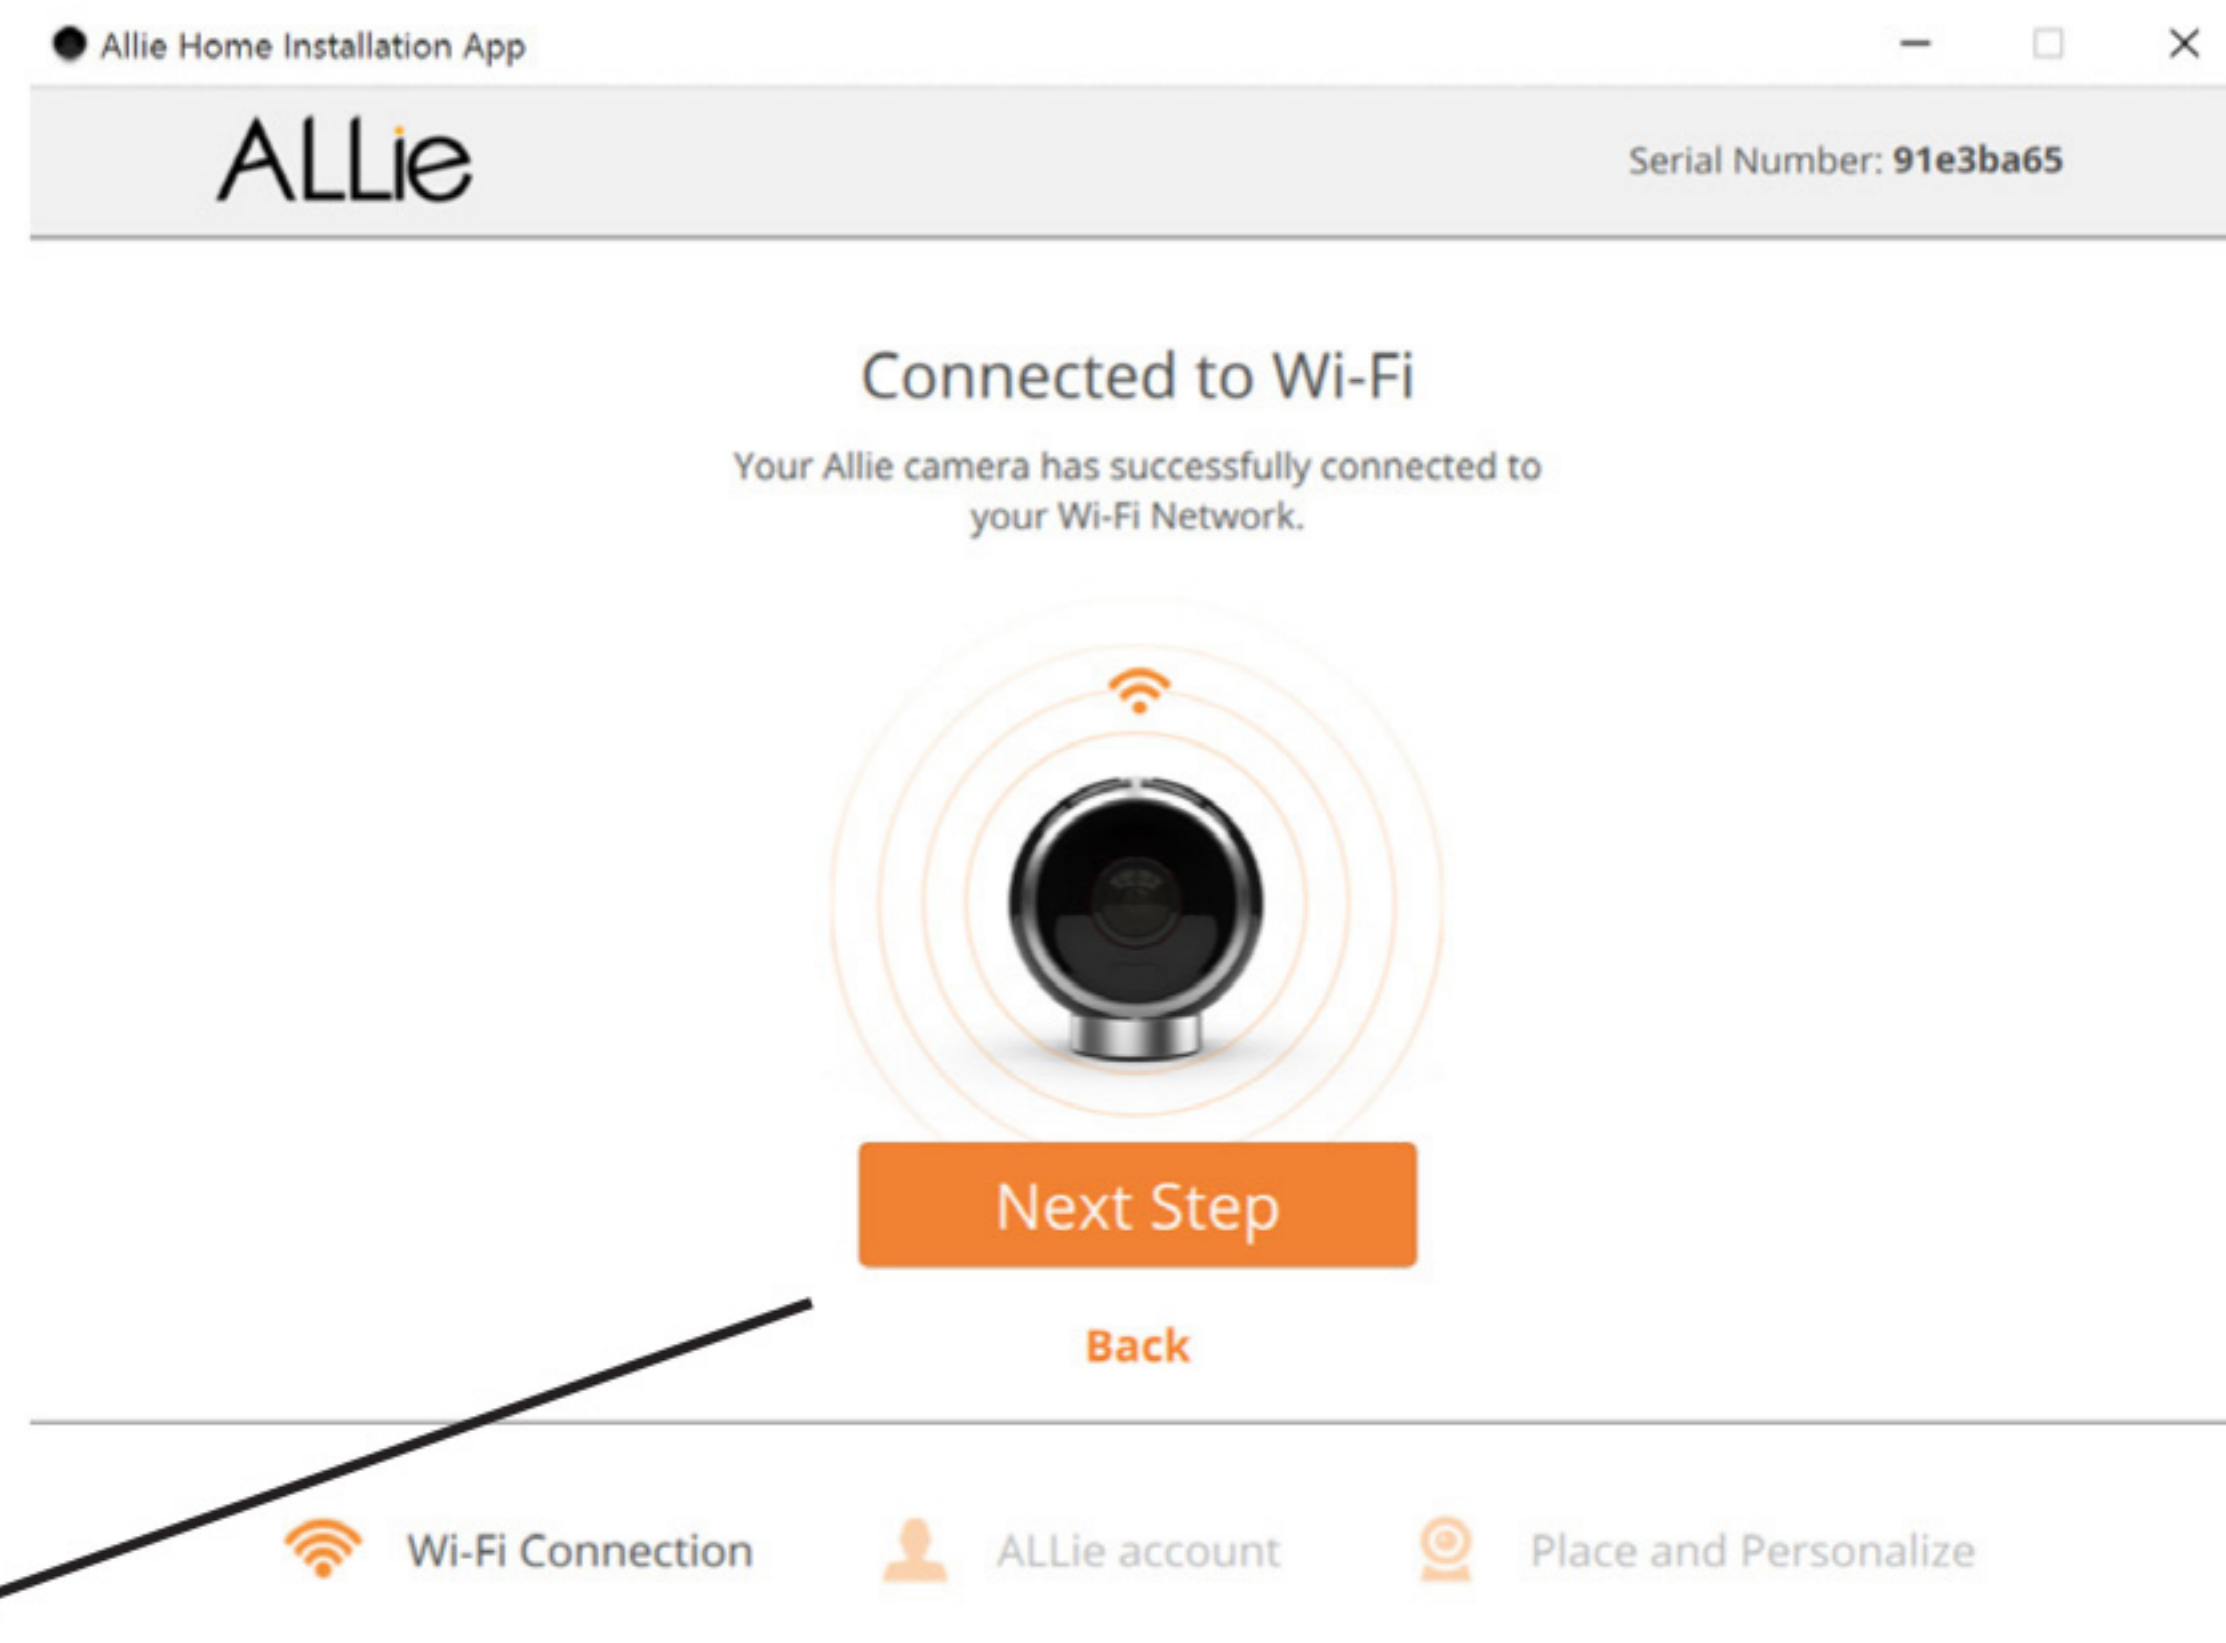 Allie Home Installation App
ALLie
Serial Number: 91e3ba65
Connected to Wi-Fi
Your Allie camera has successfully connected to
your Wi-Fi Network.
Next Step
Back
Wi-Fi Connection
ALLie account
Place and Personalize